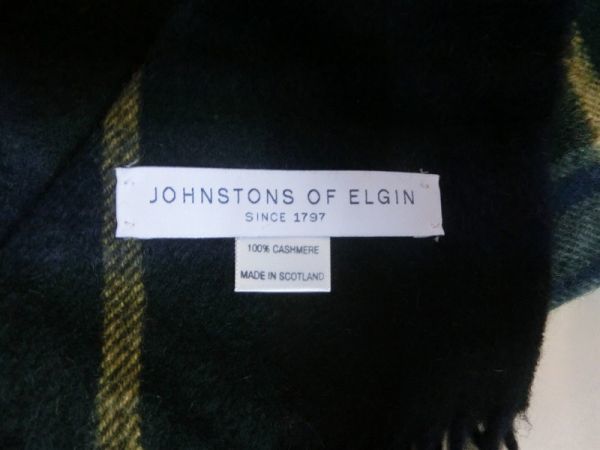 JOHNSTONS OF ELGIN
SINCE 1797
100% CASHMERE
MADE IN SCOTLAND